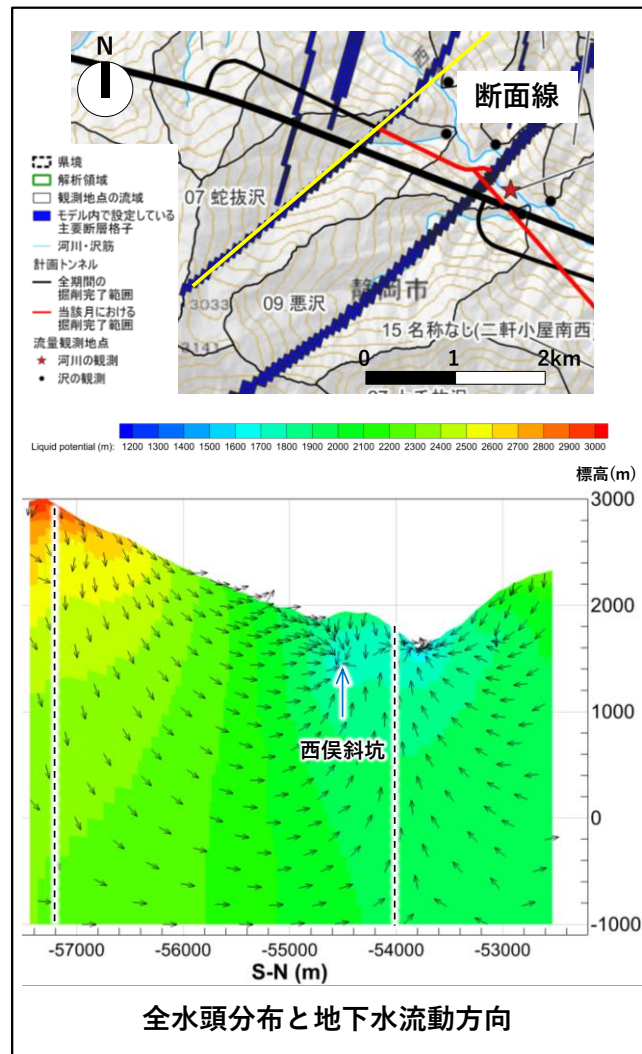 N
西
断面線
県境
解析領域
観測地点の流域
モデル内で設定している
主要断層格子
河川・沢筋
計画トンネル
全期間の
掘削完了範囲
当該月における
掘削完了範囲
流量観測地点
河川の観測
沢の観測
07 蛇抜沢
3033
3141
09 悪沢
静岡市
15 名称なし(二軒小屋南西)
0 1 2km
Liquid potential (m): 1200 1300 1400 1500 1600 1700 1800 1900 2000 2100 2200 2300 2400 2500 2600 2700 2800 2900 3000
標高(m)
3000
2000
1000
西俣斜坑
0
-1000
-57000 -56000 -55000 -54000 -53000
S-N (m)
全水頭分布と地下水流動方向